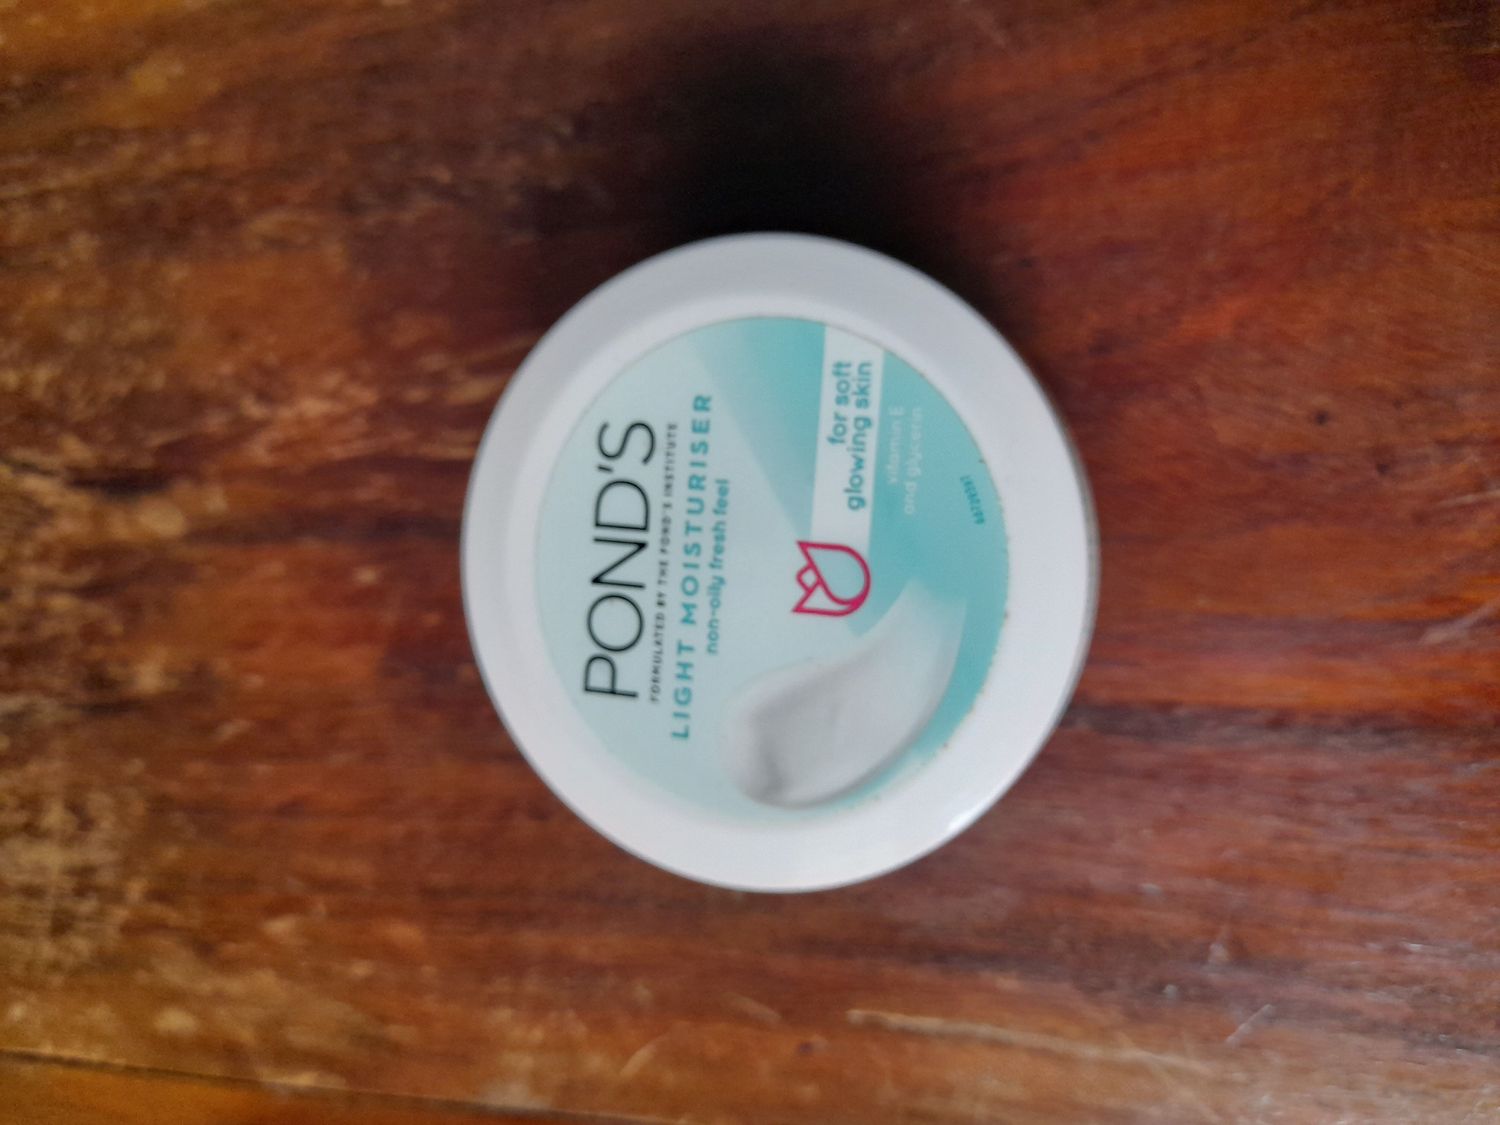 POND'S
FORMULATED BY THE POND'S INSTITUTE
LIGHT MOISTURISER
non-oily fresh feel
for soft
glowing skin
vitamin E
and glycerin